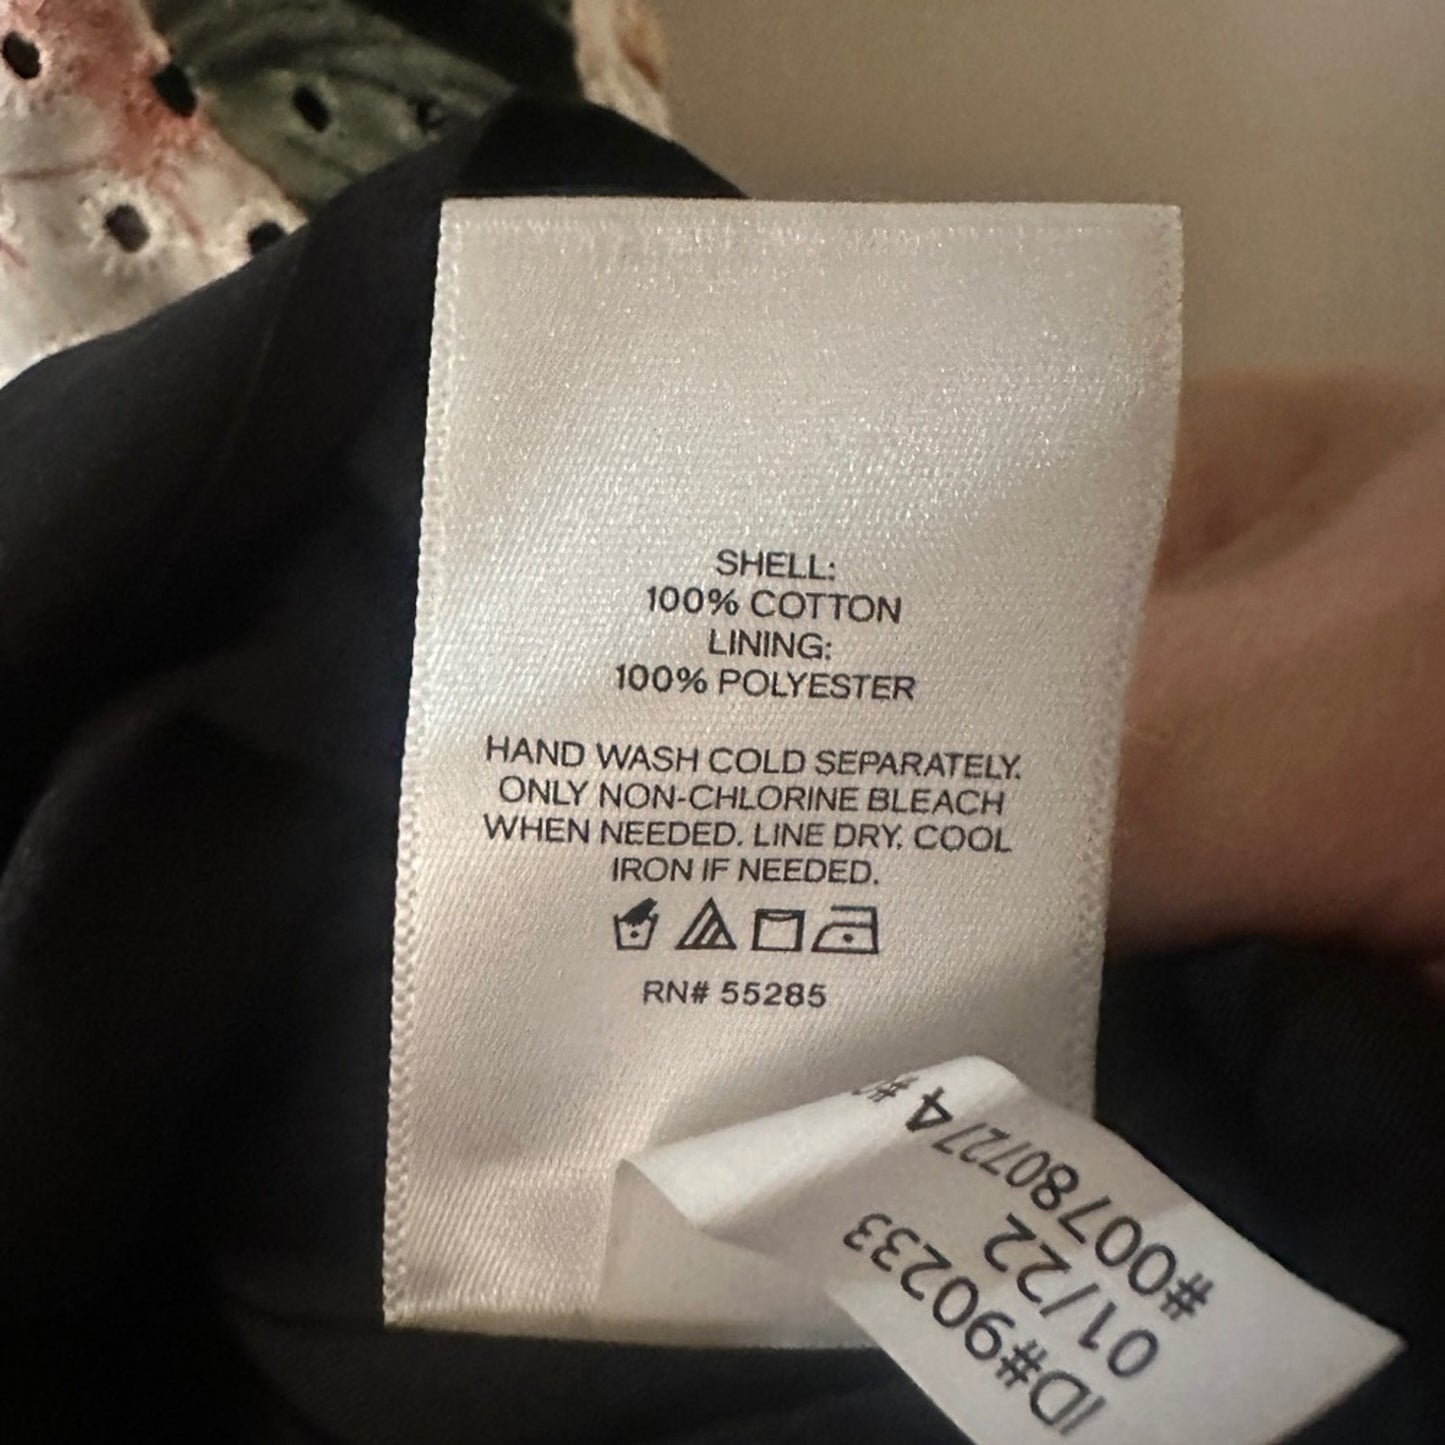 SHELL:
100% COTTON
LINING:
100% POLYESTER
HAND WASH COLD SEPARATELY.
ONLY NON-CHLORINE BLEACH
WHEN NEEDED. LINE DRY. COOL
IRON IF NEEDED.
RN# 55285
ID#90233
01/22
#007807274